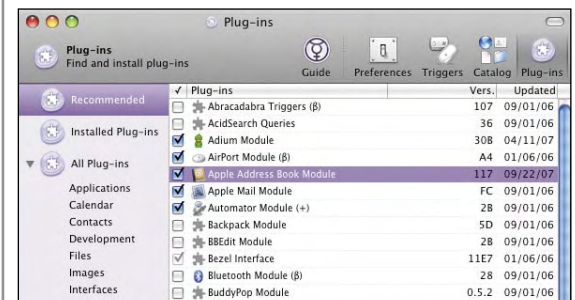 Plug-ins
Plug-ins
Find and install plug-ins
Guide Preferences Triggers Catalog Plug-ins
Recommended
Installed Plug-ins
All Plug-ins
Applications
Calendar
Contacts
Development
Files
Images
Interfaces
✓ Plug-ins Vers. Updated
Abracadabra Triggers (β) 107 09/01/06
AcidSearch Queries 36 09/01/06
Adium Module 30B 04/11/07
AirPort Module (β) A4 01/06/06
Apple Address Book Module 117 09/22/07
Apple Mail Module FC 09/01/06
Automator Module (+) 2B 09/01/06
Backpack Module 5D 09/01/06
BBEdit Module 2B 09/01/06
Bezel Interface 11E7 01/06/06
Bluetooth Module (β) 28 09/01/06
BuddyPop Module 0.5.2 09/01/06